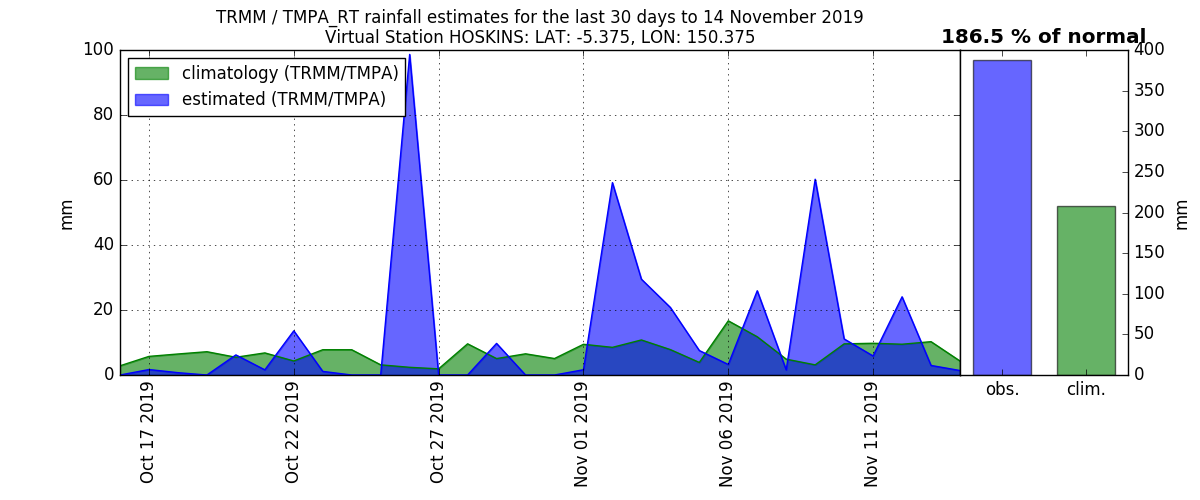 TRMM / TMPA_RT rainfall estimates for the last 30 days to 14 November 2019
Virtual Station HOSKINS: LAT: -5.375, LON: 150.375
186.5 % of normal
climatology (TRMM/TMPA)
estimated (TRMM/TMPA)
100
80
60
40
20
0
mm
Oct 17 2019
Oct 22 2019
Oct 27 2019
Nov 01 2019
Nov 06 2019
Nov 11 2019
obs.
clim.
400
350
300
250
200
150
100
50
0
mm